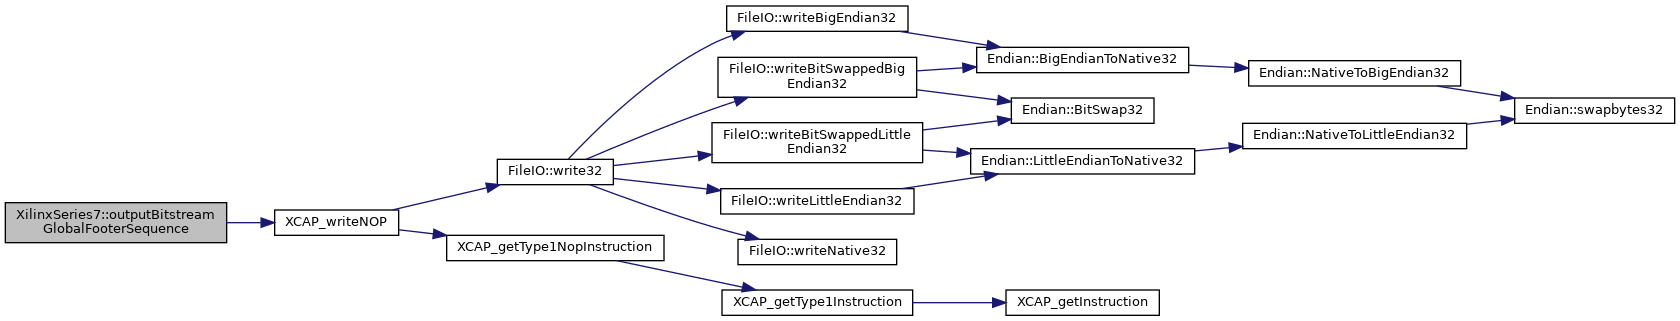 XilinxSeries7::outputBitstream
GlobalFooterSequence
XCAP_writeNOP
FileIO::write32
XCAP_getType1NopInstruction
FileIO::writeBigEndian32
FileIO::writeBitSwappedBig
Endian32
FileIO::writeBitSwappedLittle
Endian32
FileIO::writeLittleEndian32
FileIO::writeNative32
XCAP_getType1Instruction
Endian::BigEndianToNative32
Endian::BitSwap32
Endian::LittleEndianToNative32
XCAP_getInstruction
Endian::NativeToBigEndian32
Endian::NativeToLittleEndian32
Endian::swapbytes32